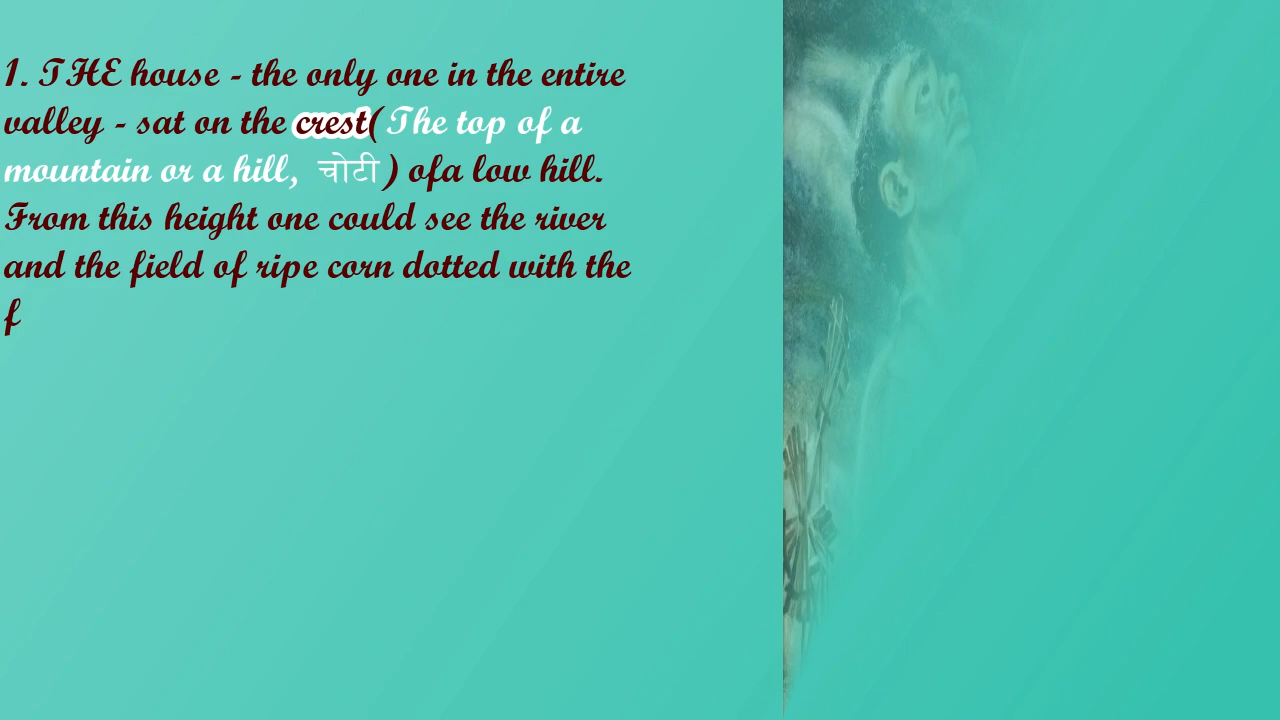 1. THE house - the only one in the entire
valley - sat on the crest( The top of a
mountain or a hill, चोटी ) ofa low hill.
From this height one could see the river
and the field of ripe corn dotted with the
f